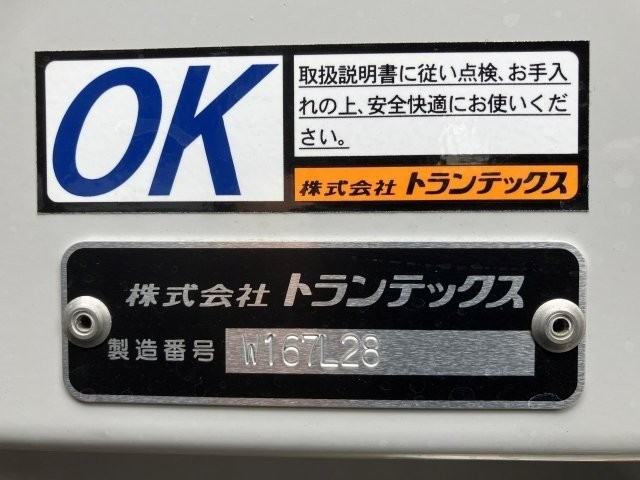 OK
取扱説明書に従い点検、お手入
れの上、安全快適にお使いくだ
さい。
株式会社 トランテックス
株式会社 トランテックス
製造番号 W167L28